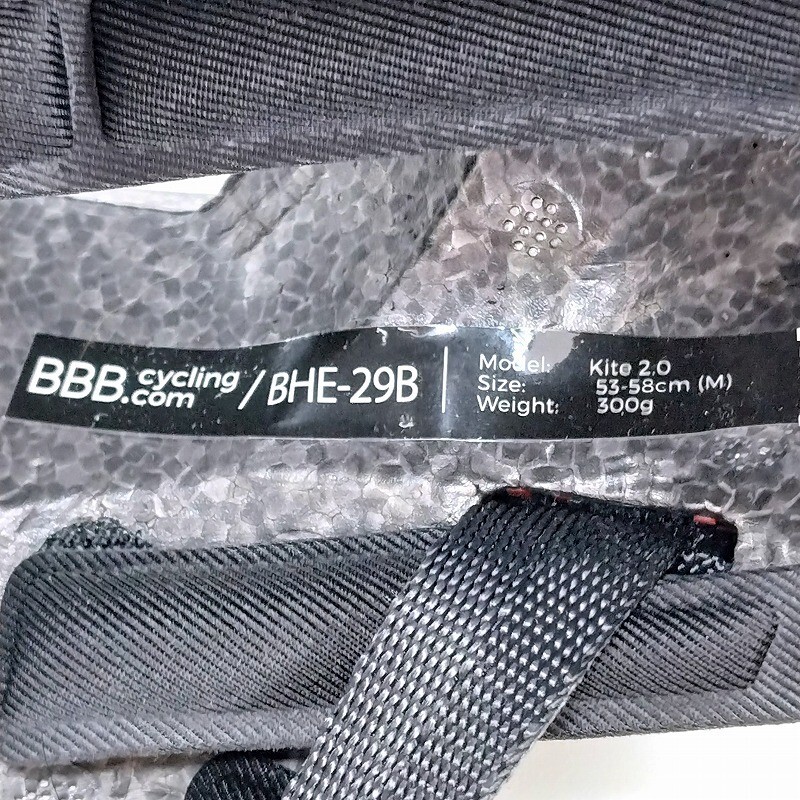 BBB.cycling.com / BHE-29B
Model: Kite 2.0
Size: 53-58cm (M)
Weight: 300g